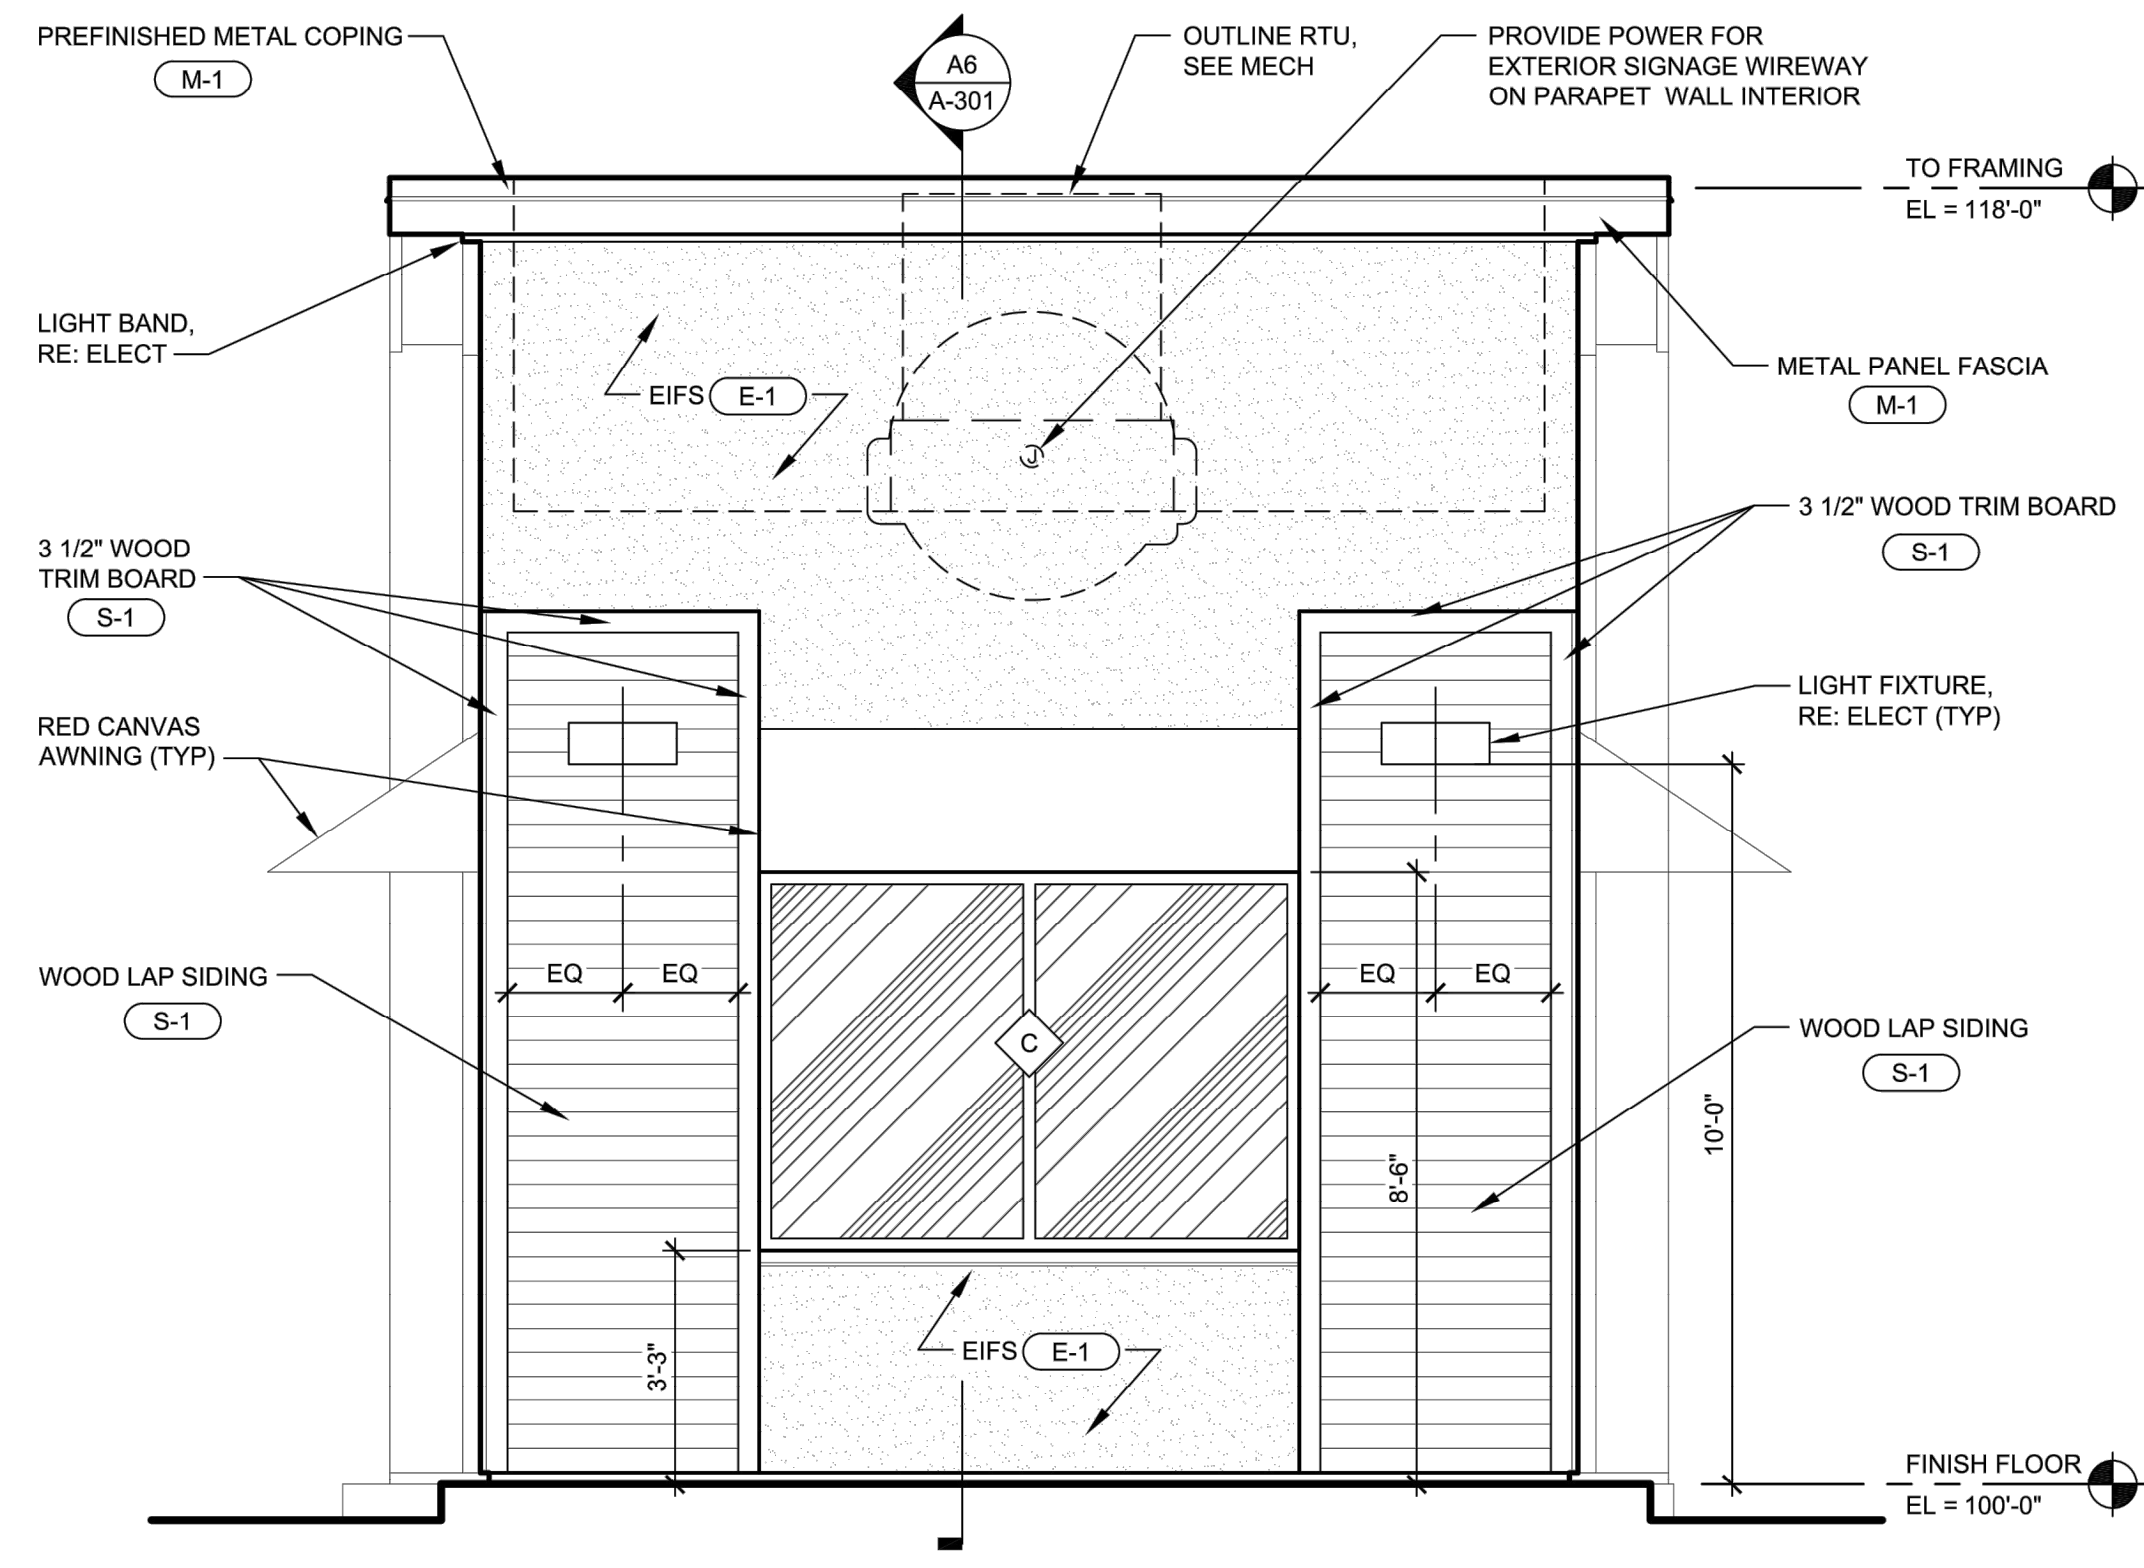 PREFINISHED METAL COPING
M-1
A6
A-301
OUTLINE RTU,
SEE MECH
PROVIDE POWER FOR
EXTERIOR SIGNAGE WIREWAY
ON PARAPET WALL INTERIOR
TO FRAMING
EL = 118'-0"
LIGHT BAND,
RE: ELECT
EIFS E-1
METAL PANEL FASCIA
M-1
J
3 1/2" WOOD
TRIM BOARD
S-1
3 1/2" WOOD TRIM BOARD
S-1
RED CANVAS
AWNING (TYP)
LIGHT FIXTURE,
RE: ELECT (TYP)
WOOD LAP SIDING
S-1
EQ EQ
EQ EQ
C
WOOD LAP SIDING
S-1
10'-0"
8'-6"
3'-3"
EIFS E-1
FINISH FLOOR
EL = 100'-0"